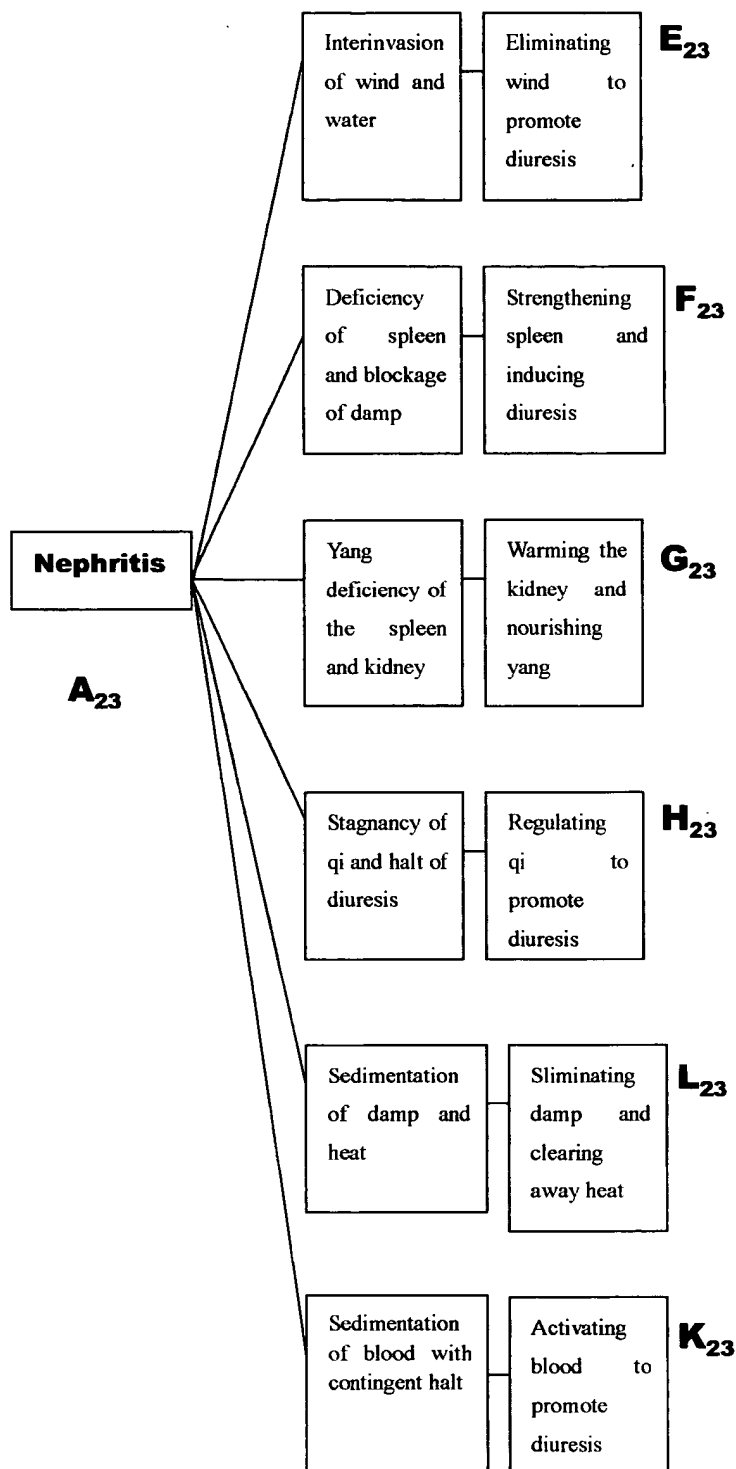 Interinvasion
of wind and
water
Eliminating
wind to
promote
diuresis
E23
Deficiency
of spleen
and blockage
of damp
Strengthening
spleen and
inducing
diuresis
F23
Nephritis
A23
Yang
deficiency of
the spleen
and kidney
Warming the
kidney and
nourishing
yang
G23
Stagnancy of
qi and halt of
diuresis
Regulating
qi to
promote
diuresis
H23
Sedimentation
of damp and
heat
Sliminating
damp and
clearing
away heat
L23
Sedimentation
of blood with
contingent halt
Activating
blood to
promote
diuresis
K23